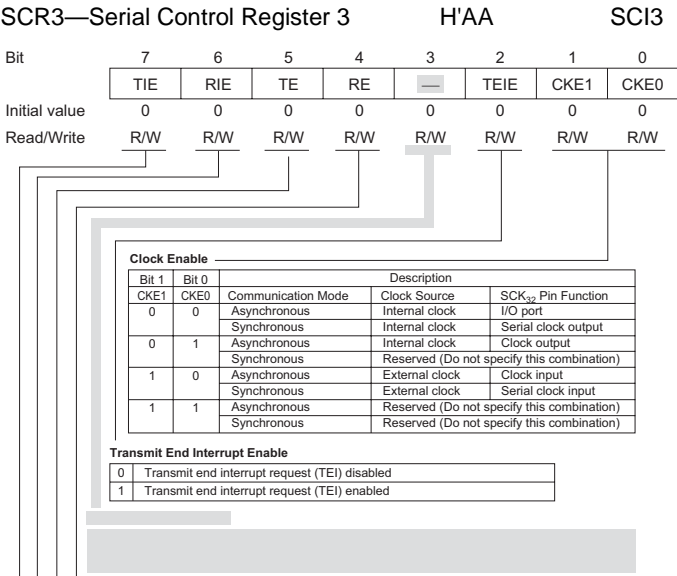 SCR3—Serial Control Register 3 H'AA SCI3
Bit 7 6 5 4 3 2 1 0
TIE RIE TE RE — TEIE CKE1 CKE0
Initial value 0 0 0 0 0 0 0 0
Read/Write R/W R/W R/W R/W R/W R/W R/W R/W
Clock Enable
Bit 1 Bit 0 Description
CKE1 CKE0 Communication Mode Clock Source SCK32 Pin Function
0 0 Asynchronous Internal clock I/O port
Synchronous Internal clock Serial clock output
0 1 Asynchronous Internal clock Clock output
Synchronous Reserved (Do not specify this combination)
1 0 Asynchronous External clock Clock input
Synchronous External clock Serial clock input
1 1 Asynchronous Reserved (Do not specify this combination)
Synchronous Reserved (Do not specify this combination)
Transmit End Interrupt Enable
0 Transmit end interrupt request (TEI) disabled
1 Transmit end interrupt request (TEI) enabled